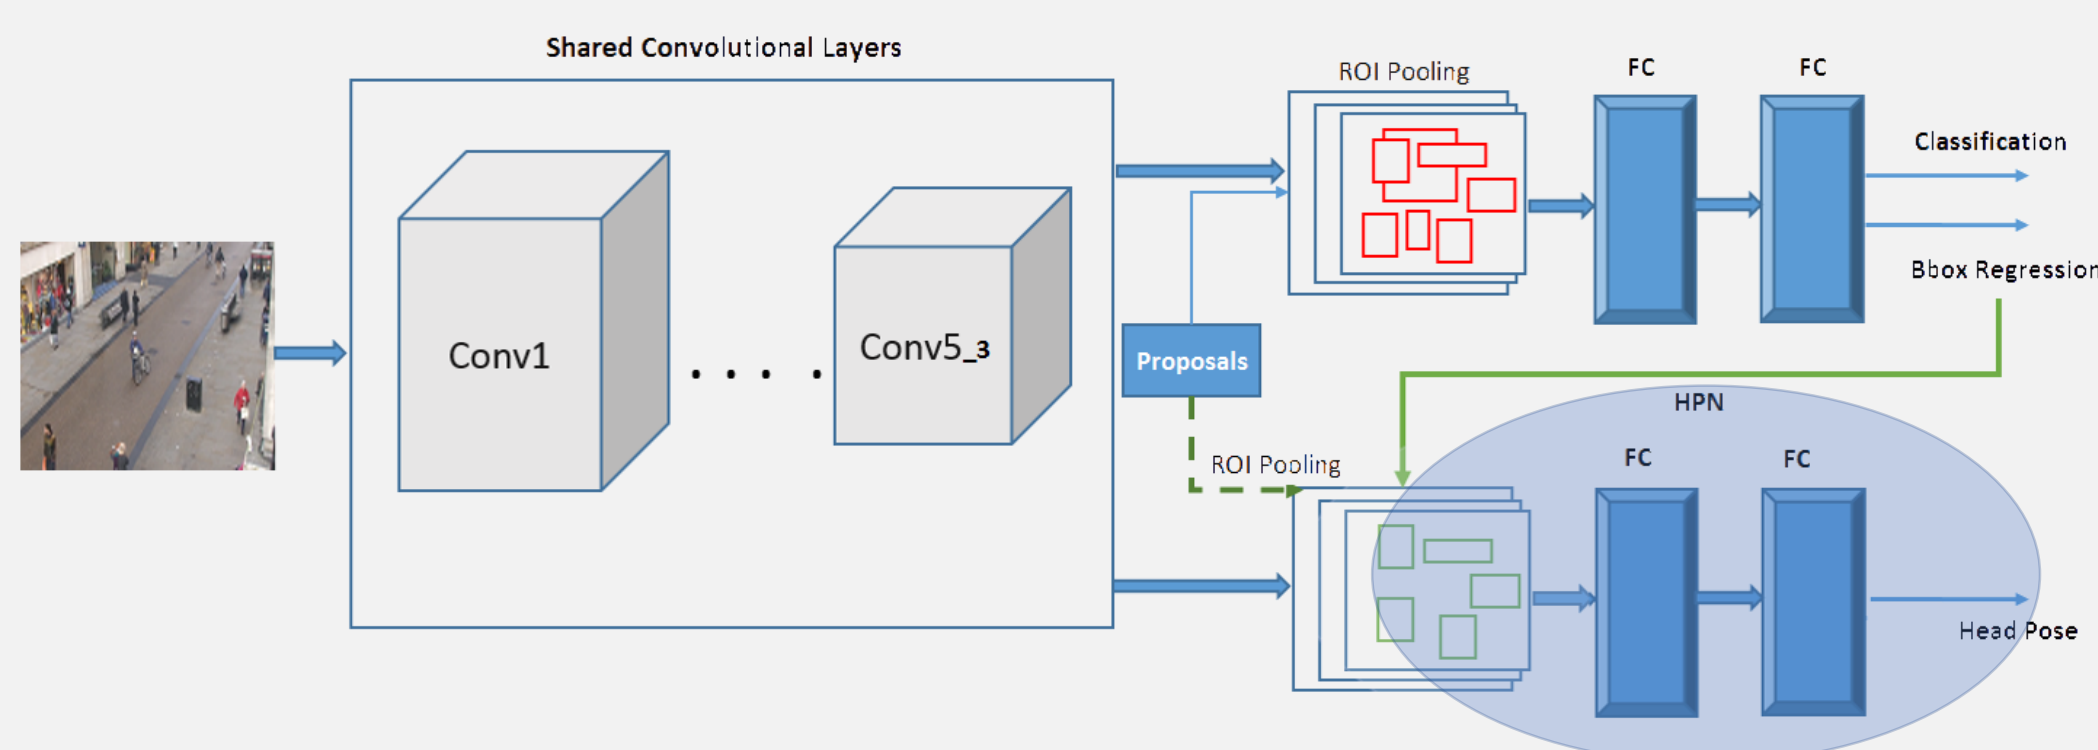 Shared Convolutional Layers
ROI Pooling
FC
FC
Classification
Bbox Regression
Conv1
. . . .
Conv5_3
Proposals
HPN
ROI Pooling
FC
FC
Head Pose